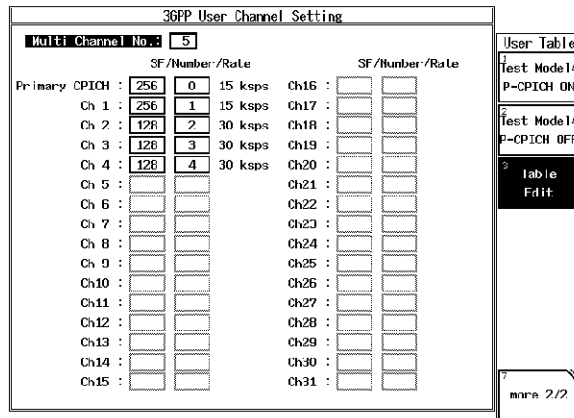 3GPP User Channel Setting
Multi Channel No.: 5
SF/Number/Rate
SF/Number/Rate
Primary CPICH : 256 0 15 ksps
Ch 1 : 256 1 15 ksps
Ch 2 : 128 2 30 ksps
Ch 3 : 128 3 30 ksps
Ch 4 : 128 4 30 ksps
Ch 5 :
Ch 6 :
Ch 7 :
Ch 8 :
Ch 9 :
Ch10 :
Ch11 :
Ch12 :
Ch13 :
Ch14 :
Ch15 :
Ch16 :
Ch17 :
Ch18 :
Ch19 :
Ch20 :
Ch21 :
Ch22 :
Ch23 :
Ch24 :
Ch25 :
Ch26 :
Ch27 :
Ch28 :
Ch29 :
Ch30 :
Ch31 :
User Table
1
Test Model4
P-CPICH ON
2
Test Model4
P-CPICH OFF
3
Table
Edit
7
more 2/2